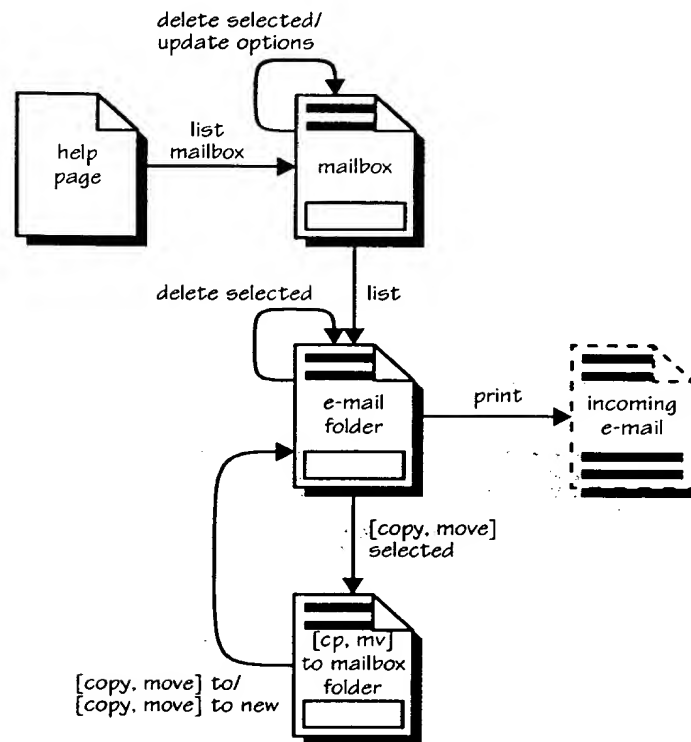 delete selected/
update options
help
page
list
mailbox
mailbox
delete selected
list
e-mail
folder
print
incoming
e-mail
[copy, move]
selected
[cp, mv]
to mailbox
folder
[copy, move] to/
[copy, move] to new